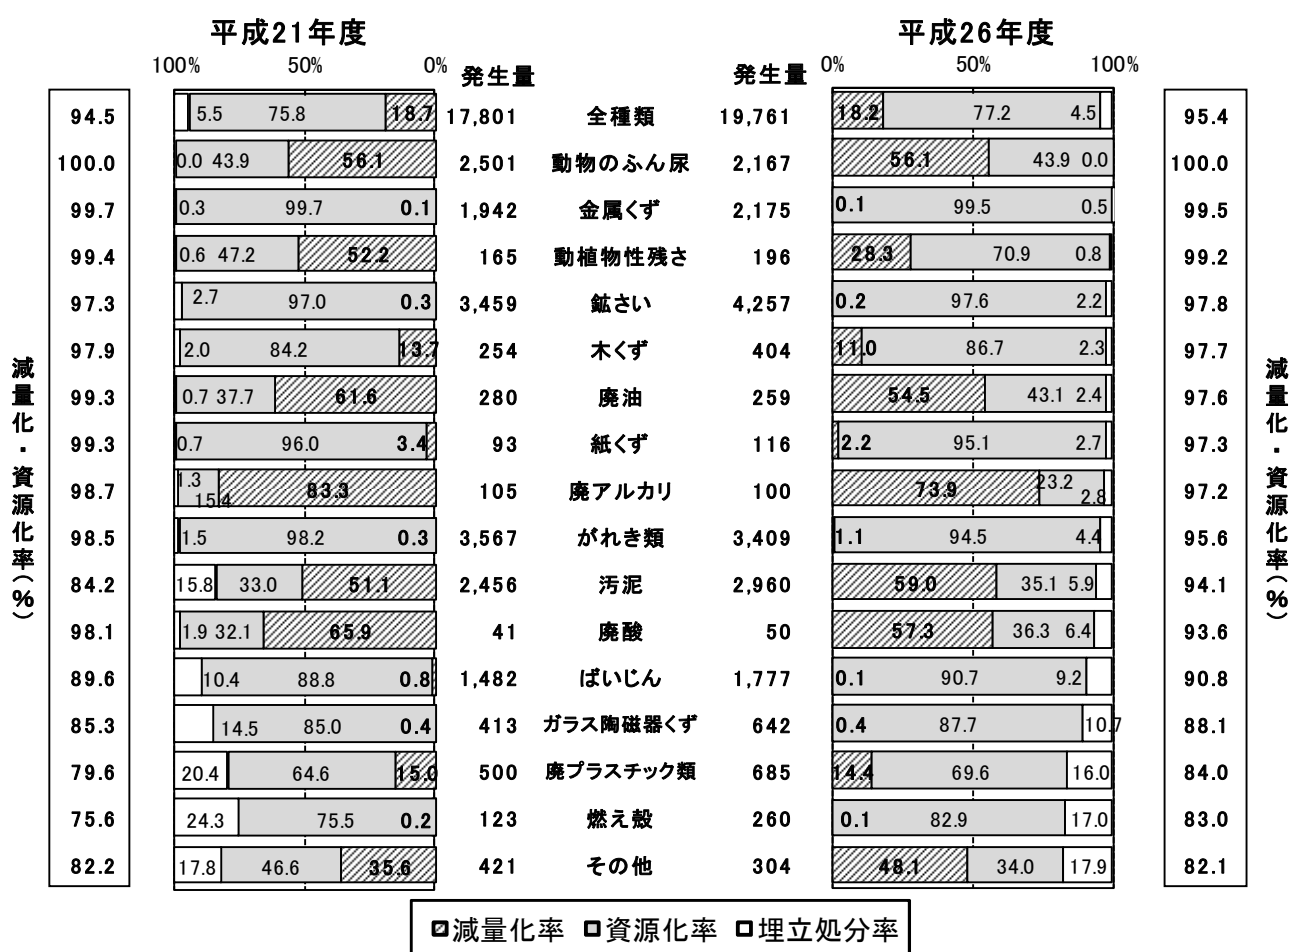 平成21年度 平成26年度
100% 50% 0% 発生量 発生量 0% 50% 100%
94.5 5.5 75.8 18.7 17,801 全種類 19,761 18.2 77.2 4.5 95.4
100.0 0.0 43.9 56.1 2,501 動物のふん尿 2,167 56.1 43.9 0.0 100.0
99.7 0.3 99.7 0.1 1,942 金属くず 2,175 0.1 99.5 0.5 99.5
99.4 0.6 47.2 52.2 165 動植物性残さ 196 28.3 70.9 0.8 99.2
97.3 2.7 97.0 0.3 3,459 鉱さい 4,257 0.2 97.6 2.2 97.8
97.9 2.0 84.2 13.7 254 木くず 404 11.0 86.7 2.3 97.7
99.3 0.7 37.7 61.6 280 廃油 259 54.5 43.1 2.4 97.6
99.3 0.7 96.0 3.4 93 紙くず 116 2.2 95.1 2.7 97.3
98.7 1.3 15.4 83.3 105 廃アルカリ 100 73.9 23.2 2.8 97.2
98.5 1.5 98.2 0.3 3,567 がれき類 3,409 1.1 94.5 4.4 95.6
84.2 15.8 33.0 51.1 2,456 汚泥 2,960 59.0 35.1 5.9 94.1
98.1 1.9 32.1 65.9 41 廃酸 50 57.3 36.3 6.4 93.6
89.6 10.4 88.8 0.8 1,482 ばいじん 1,777 0.1 90.7 9.2 90.8
85.3 14.5 85.0 0.4 413 ガラス陶磁器くず 642 0.4 87.7 10.7 88.1
79.6 20.4 64.6 15.0 500 廃プラスチック類 685 14.4 69.6 16.0 84.0
75.6 24.3 75.5 0.2 123 燃え殻 260 0.1 82.9 17.0 83.0
82.2 17.8 46.6 35.6 421 その他 304 48.1 34.0 17.9 82.1
減量化・資源化率(%)
減量化・資源化率(%)
減量化率 資源化率 埋立処分率